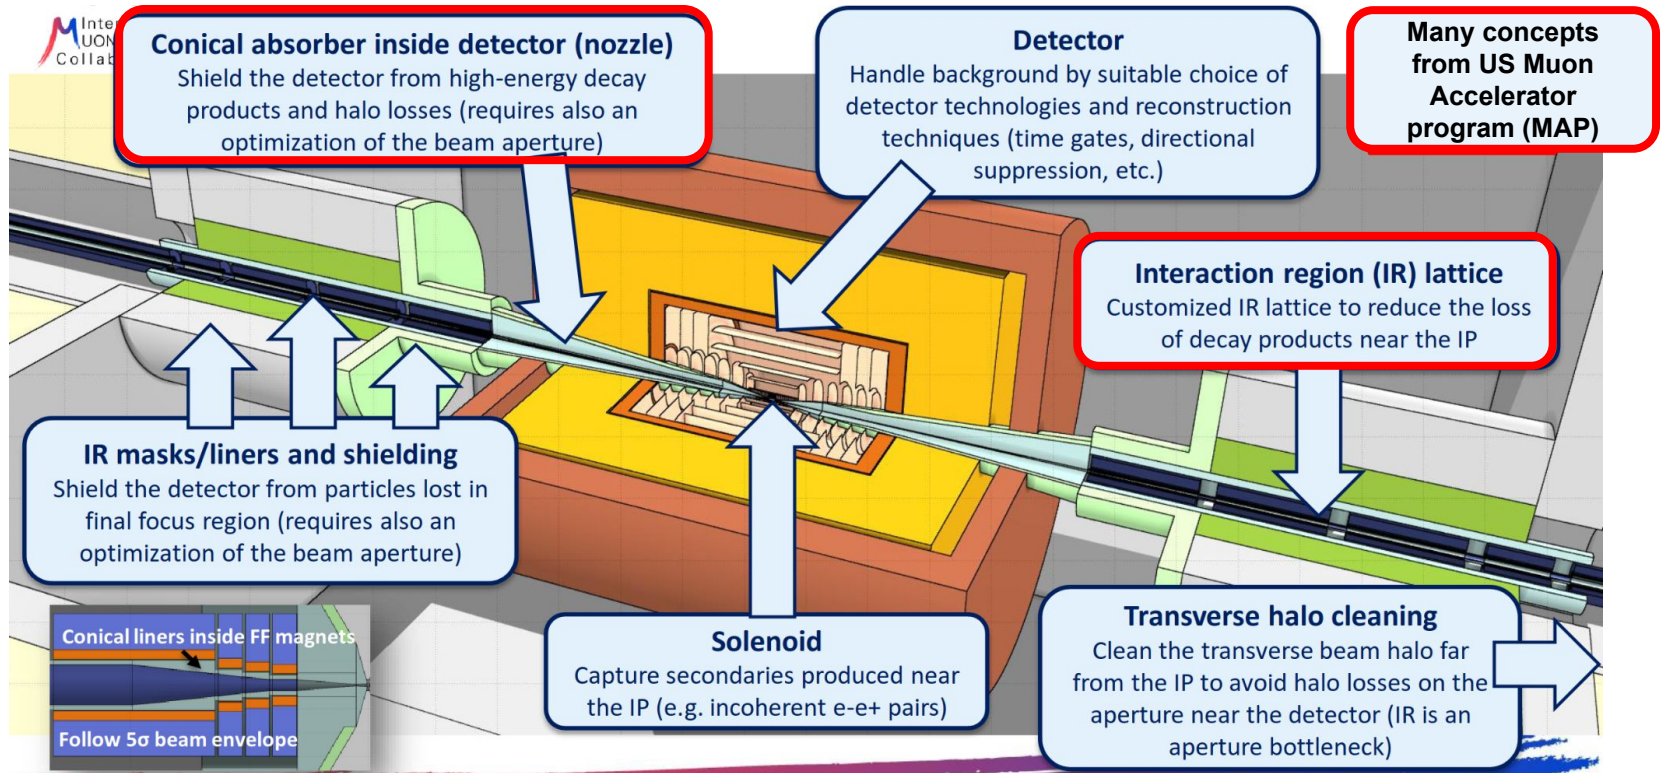 Inter
MUON
Collab
Conical absorber inside detector (nozzle)
Shield the detector from high-energy decay
products and halo losses (requires also an
optimization of the beam aperture)
Detector
Handle background by suitable choice of
detector technologies and reconstruction
techniques (time gates, directional
suppression, etc.)
Many concepts
from US Muon
Accelerator
program (MAP)
Interaction region (IR) lattice
Customized IR lattice to reduce the loss
of decay products near the IP
IR masks/liners and shielding
Shield the detector from particles lost in
final focus region (requires also an
optimization of the beam aperture)
Conical liners inside FF magnets
Follow 5σ beam envelope
Solenoid
Capture secondaries produced near
the IP (e.g. incoherent e-e+ pairs)
Transverse halo cleaning
Clean the transverse beam halo far
from the IP to avoid halo losses on the
aperture near the detector (IR is an
aperture bottleneck)